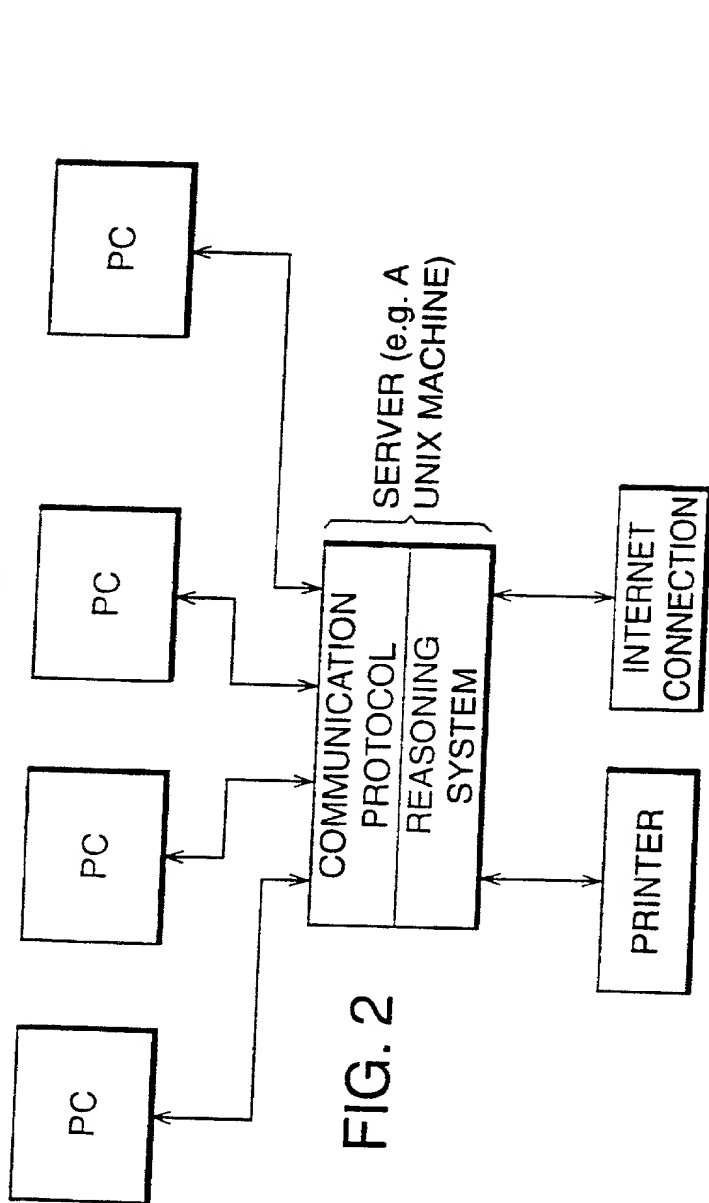 PC
PC
PC
PC
COMMUNICATION
PROTOCOL
REASONING
SYSTEM
SERVER (e.g. A
UNIX MACHINE)
PRINTER
INTERNET
CONNECTION
FIG. 2